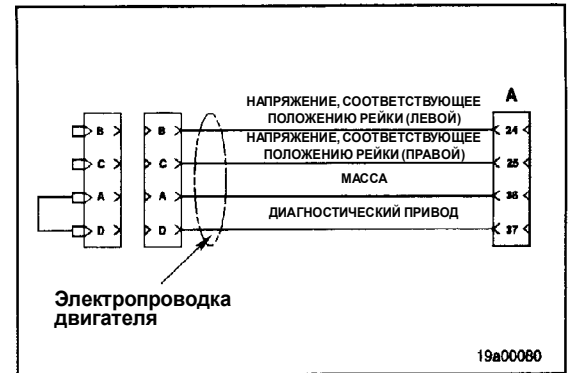 НАПРЯЖЕНИЕ, СООТВЕТСТВУЮЩЕЕ
ПОЛОЖЕНИЮ РЕЙКИ (ЛЕВОЙ)
A
B
B
24
НАПРЯЖЕНИЕ, СООТВЕТСТВУЮЩЕЕ
ПОЛОЖЕНИЮ РЕЙКИ (ПРАВОЙ)
C
C
25
МАССА
A
A
36
ДИАГНОСТИЧЕСКИЙ ПРИВОД
D
D
37
Электропроводка
двигателя
19a00080